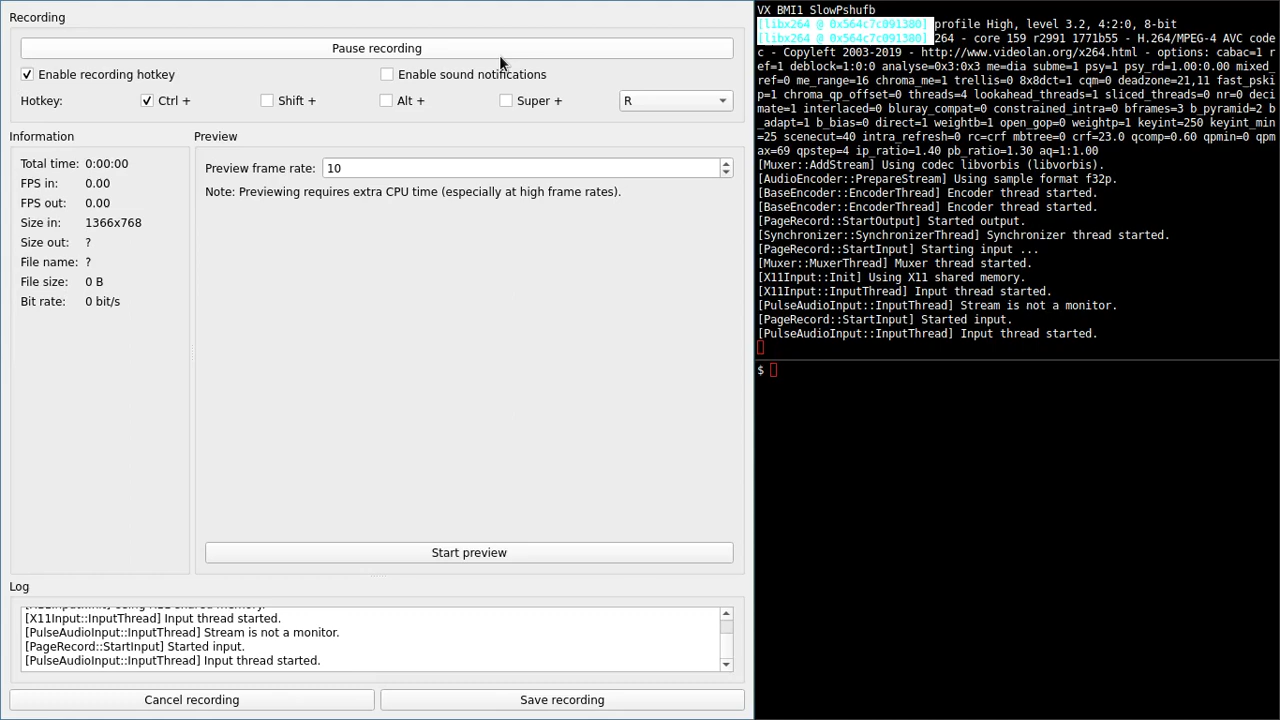 Recording
Pause recording
Enable recording hotkey
Enable sound notifications
Hotkey:
Ctrl +
Shift +
Alt +
Super +
R
Information
Total time: 0:00:00
FPS in: 0.00
FPS out: 0.00
Size in: 1366x768
Size out: ?
File name: ?
File size: 0 B
Bit rate: 0 bit/s
Preview
Preview frame rate: 10
Note: Previewing requires extra CPU time (especially at high frame rates).
Start preview
Log
[X11Input::InputThread] Input thread started.
[PulseAudioInput::InputThread] Stream is not a monitor.
[PageRecord::StartInput] Started input.
[PulseAudioInput::InputThread] Input thread started.
Cancel recording
Save recording
VX BMI1 SlowPshufb
[libx264 @ 0x564c7c091380] profile High, level 3.2, 4:2:0, 8-bit
[libx264 @ 0x564c7c091380] 264 - core 159 r2991 1771b55 - H.264/MPEG-4 AVC code
c - Copyleft 2003-2019 - http://www.videolan.org/x264.html - options: cabac=1 r
ef=1 deblock=1:0:0 analyse=0x3:0x3 me=dia subme=1 psy=1 psy_rd=1.00:0.00 mixed_
ref=0 me_range=16 chroma_me=1 trellis=0 8x8dct=1 cqm=0 deadzone=21,11 fast_pski
p=1 chroma_qp_offset=0 threads=4 lookahead_threads=1 sliced_threads=0 nr=0 deci
mate=1 interlaced=0 bluray_compat=0 constrained_intra=0 bframes=3 b_pyramid=2 b
_adapt=1 b_bias=0 direct=1 weightb=1 open_gop=0 weightp=1 keyint=250 keyint_min
=25 scenecut=40 intra_refresh=0 rc=crf mbtree=0 crf=23.0 qcomp=0.60 qpmin=0 qpm
ax=69 qpstep=4 ip_ratio=1.40 pb_ratio=1.30 aq=1:1.00
[Muxer::AddStream] Using codec libvorbis (libvorbis).
[AudioEncoder::PrepareStream] Using sample format f32p.
[BaseEncoder::EncoderThread] Encoder thread started.
[BaseEncoder::EncoderThread] Encoder thread started.
[PageRecord::StartOutput] Started output.
[Synchronizer::SynchronizerThread] Synchronizer thread started.
[PageRecord::StartInput] Starting input ...
[Muxer::MuxerThread] Muxer thread started.
[X11Input::Init] Using X11 shared memory.
[X11Input::InputThread] Input thread started.
[PulseAudioInput::InputThread] Stream is not a monitor.
[PageRecord::StartInput] Started input.
[PulseAudioInput::InputThread] Input thread started.
$